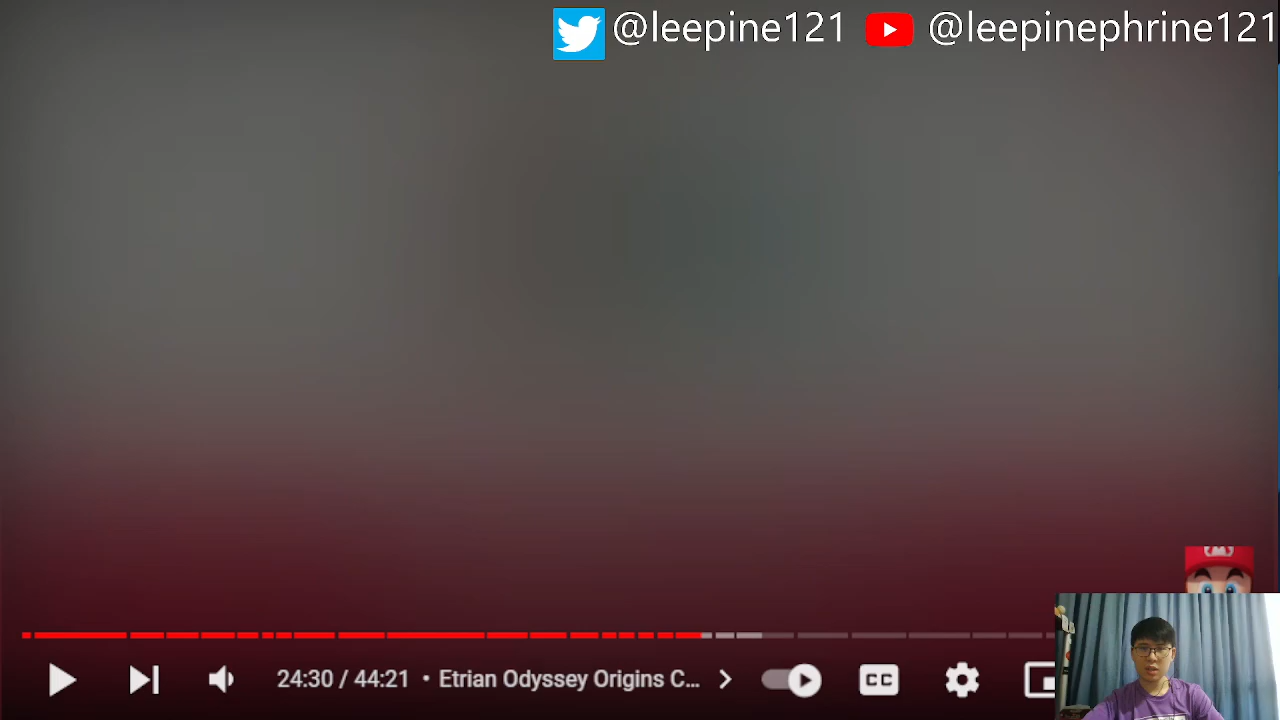 @leepine121 @leepinephrine121
M
24:30 / 44:21 • Etrian Odyssey Origins C...
CC